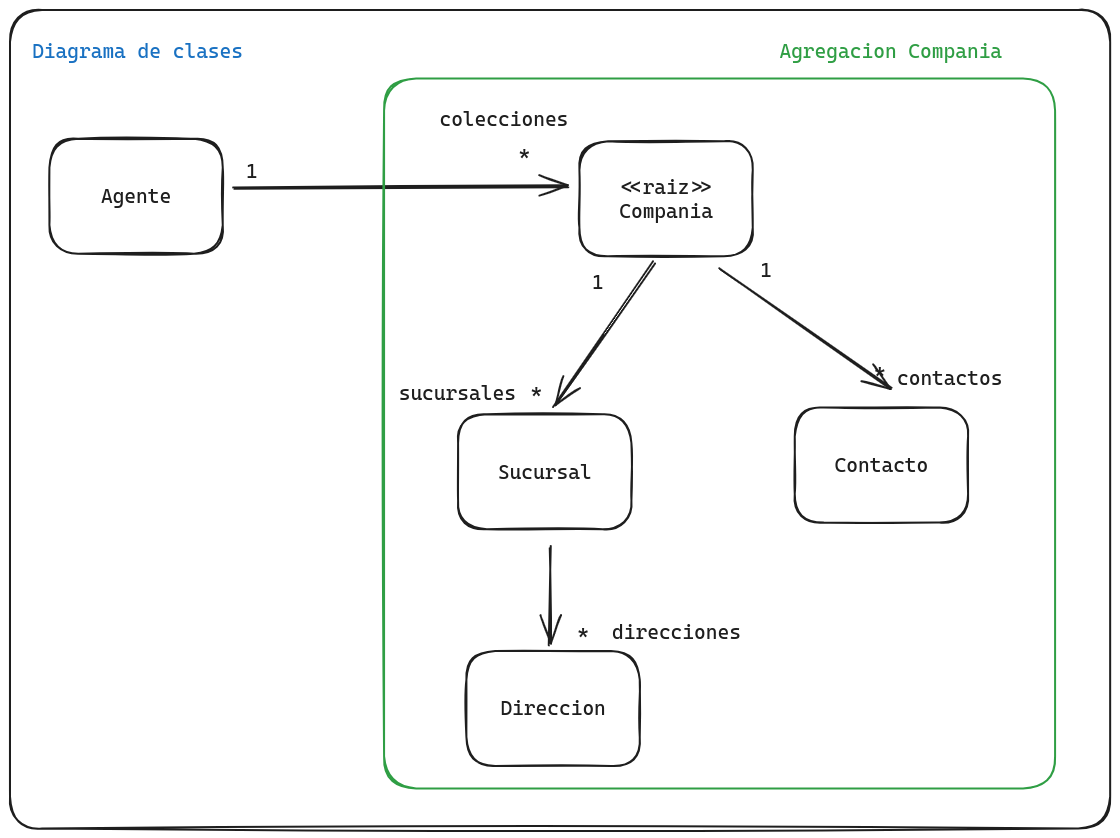 Diagrama de clases
Agregacion Compania
colecciones
*
1
Agente
<<raiz>>
Compania
1
1
* contactos
sucursales *
Contacto
Sucursal
* direcciones
Direccion